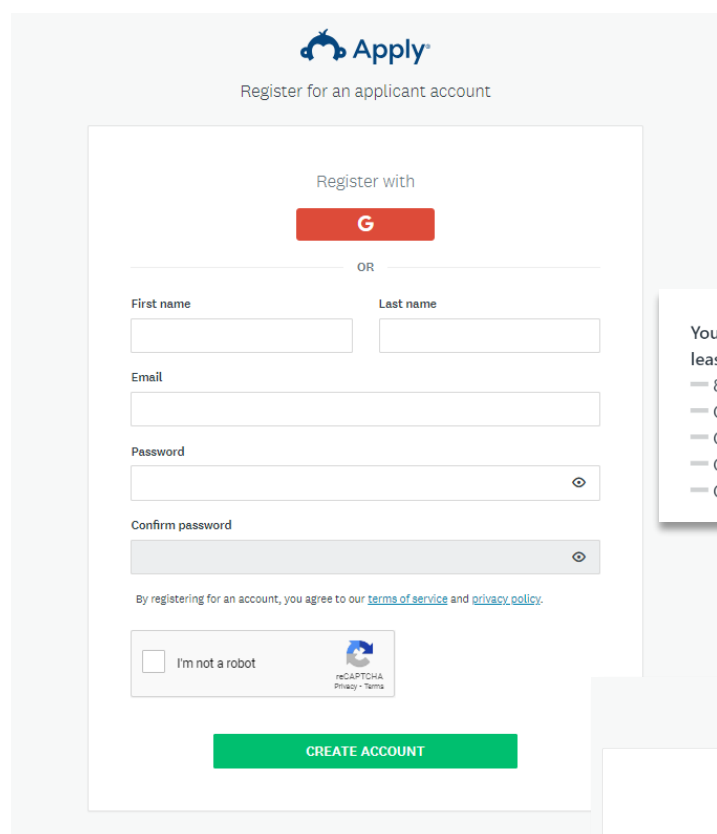 Apply
Register for an applicant account
Register with
G
OR
First name
Last name
Email
Password
Confirm password
By registering for an account, you agree to our terms of service and privacy policy.
I'm not a robot
reCAPTCHA
Privacy - Terms
CREATE ACCOUNT